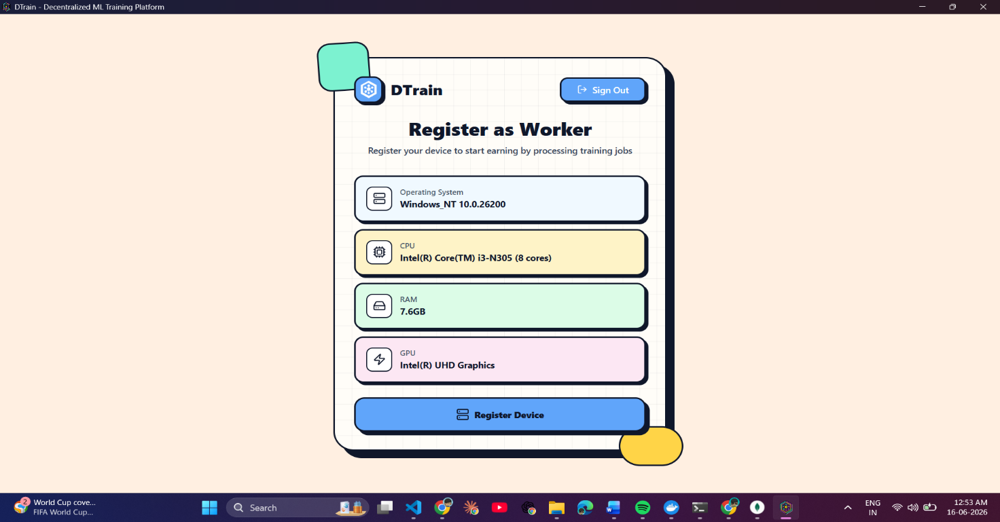 DTrain - Decentralized ML Training Platform
DTrain
Sign Out
Register as Worker
Register your device to start earning by processing training jobs
Operating System
Windows_NT 10.0.26200
CPU
Intel(R) Core(TM) i3-N305 (8 cores)
RAM
7.6GB
GPU
Intel(R) UHD Graphics
Register Device
2
World Cup cove...
FIFA World Cup...
Search
ENG
IN
12:53 AM
16-06-2026